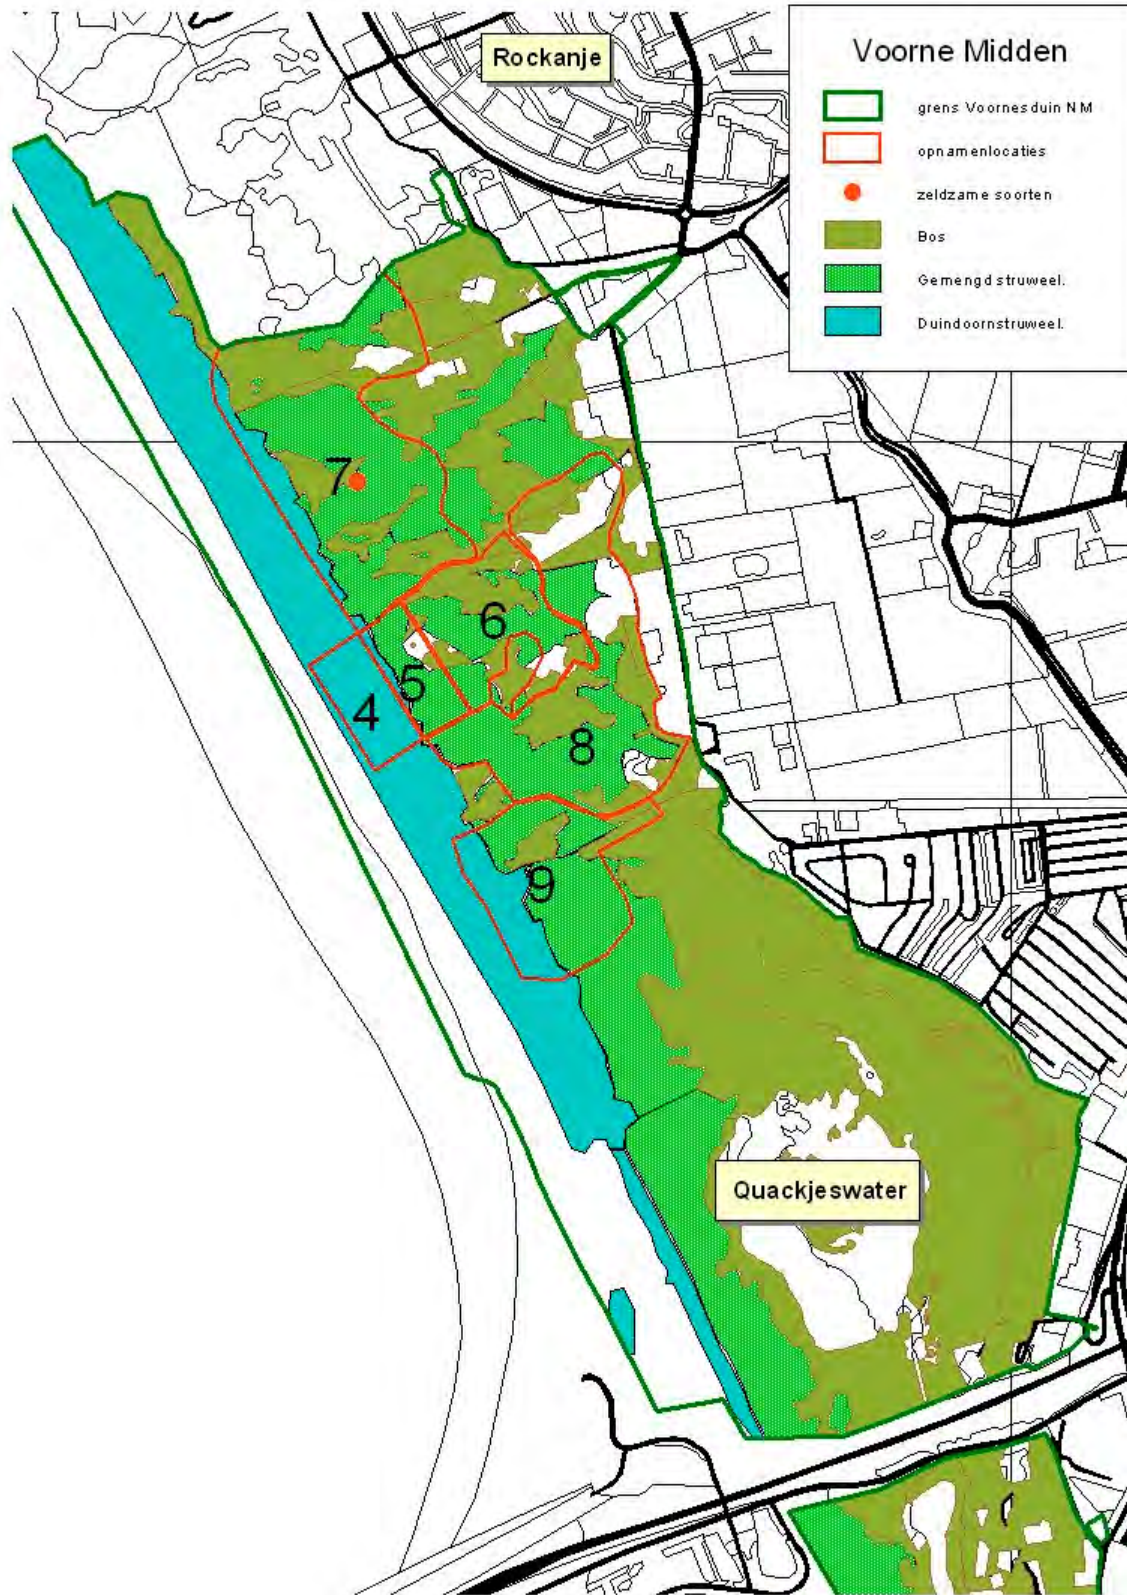 Rockanje
Voorne Midden
grens Voornesduin NM
opnamenlocaties
zeldzame soorten
Bos
Gemengd struweel.
Duindoornstruweel.
7
6
5
4
8
9
Quackjeswater